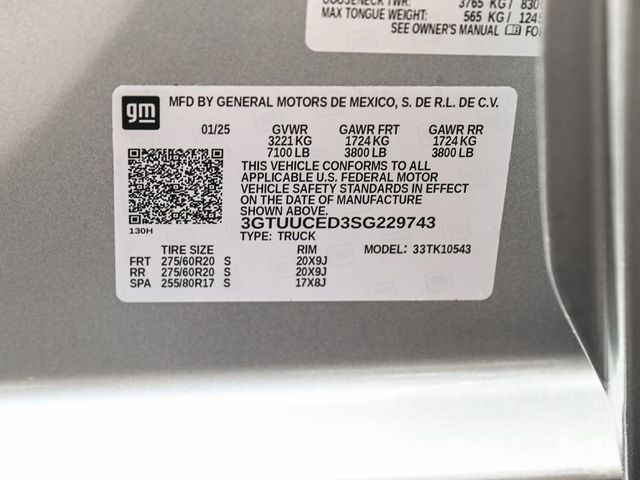 3765 KG /
MAX TONGUE WEIGHT: 565 KG /
SEE OWNER'S MANUAL
gm MFD BY GENERAL MOTORS DE MEXICO, S. DE R.L. DE C.V.
01/25 GVWR GAWR FRT GAWR RR
3221 KG 1724 KG 1724 KG
7100 LB 3800 LB 3800 LB
THIS VEHICLE CONFORMS TO ALL
APPLICABLE U.S. FEDERAL MOTOR
VEHICLE SAFETY STANDARDS IN EFFECT
ON THE DATE OF MANUFACTURE
SHOWN ABOVE.
3GTUUCED3SG229743
130H
TYPE: TRUCK
TIRE SIZE RIM MODEL: 33TK10543
FRT 275/60R20 S 20X9J
RR 275/60R20 S 20X9J
SPA 255/80R17 S 17X8J